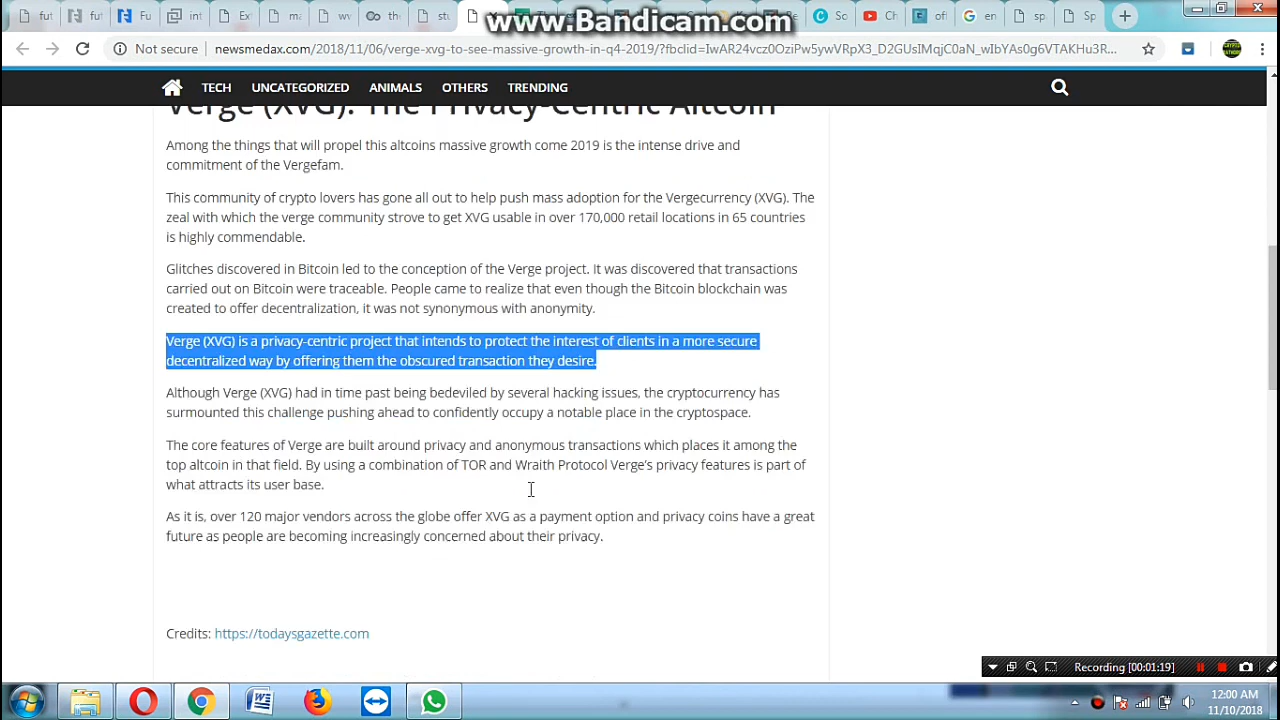 www.Bandicam.com
fut
fut
Fu
int
Ex
ma
w
the
stu
Sc
Ch
of
en
sp
Sp
Not secure
newsmedax.com/2018/11/06/verge-xvg-to-see-massive-growth-in-q4-2019/?fbclid=IwAR24vcz0OziPw5ywVRpX3_D2GUsIMqjC0aN_wIbYAs0g6VTAKHu3R...
TECH UNCATEGORIZED ANIMALS OTHERS TRENDING
Verge (XVG): The Privacy-Centric Altcoin
Among the things that will propel this altcoins massive growth come 2019 is the intense drive and
commitment of the Vergefam.
This community of crypto lovers has gone all out to help push mass adoption for the Vergecurrency (XVG). The
zeal with which the verge community strove to get XVG usable in over 170,000 retail locations in 65 countries
is highly commendable.
Glitches discovered in Bitcoin led to the conception of the Verge project. It was discovered that transactions
carried out on Bitcoin were traceable. People came to realize that even though the Bitcoin blockchain was
created to offer decentralization, it was not synonymous with anonymity.
Verge (XVG) is a privacy-centric project that intends to protect the interest of clients in a more secure
decentralized way by offering them the obscured transaction they desire.
Although Verge (XVG) had in time past being bedeviled by several hacking issues, the cryptocurrency has
surmounted this challenge pushing ahead to confidently occupy a notable place in the cryptospace.
The core features of Verge are built around privacy and anonymous transactions which places it among the
top altcoin in that field. By using a combination of TOR and Wraith Protocol Verge's privacy features is part of
what attracts its user base.
As it is, over 120 major vendors across the globe offer XVG as a payment option and privacy coins have a great
future as people are becoming increasingly concerned about their privacy.
Credits: https://todaysgazette.com
Recording [00:01:19]
12:00 AM
11/10/2018